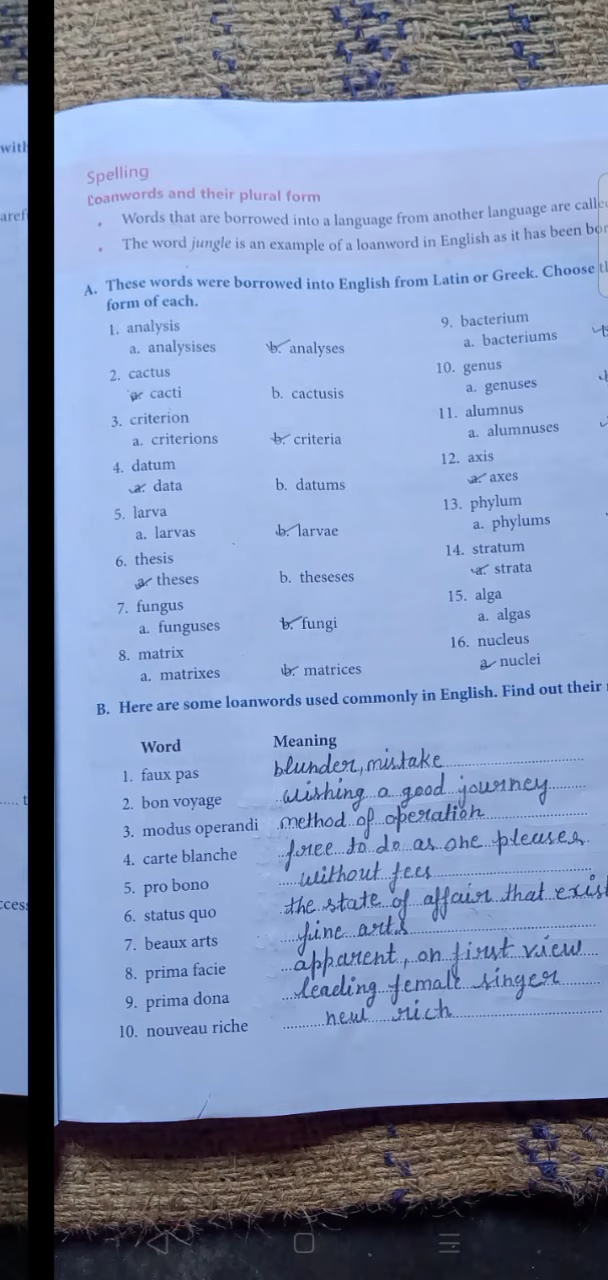 with
Spelling
Loanwords and their plural form
• Words that are borrowed into a language from another language are
• The word jungle is an example of a loanword in English as it has been
A. These words were borrowed into English from Latin or Greek. Choose
form of each.
1. analysis
a. analysises b. analyses
2. cactus
a. cacti b. cactusis
3. criterion
a. criterions b. criteria
4. datum
a. data b. datums
5. larva
a. larvas b. larvae
6. thesis
a. theses b. theseses
7. fungus
a. funguses b. fungi
8. matrix
a. matrixes b. matrices
9. bacterium
a. bacteriums
10. genus
a. genuses
11. alumnus
a. alumnuses
12. axis
a. axes
13. phylum
a. phylums
14. stratum
a. strata
15. alga
a. algas
16. nucleus
a. nuclei
B. Here are some loanwords used commonly in English. Find out their
Word Meaning
1. faux pas blunder, mistake
2. bon voyage wishing a good journey
3. modus operandi method of operation
4. carte blanche free to do as one pleases
5. pro bono without fees
6. status quo the state of affair that exist
7. beaux arts fine arts
8. prima facie apparent, on first view
9. prima dona leading female singer
10. nouveau riche new rich